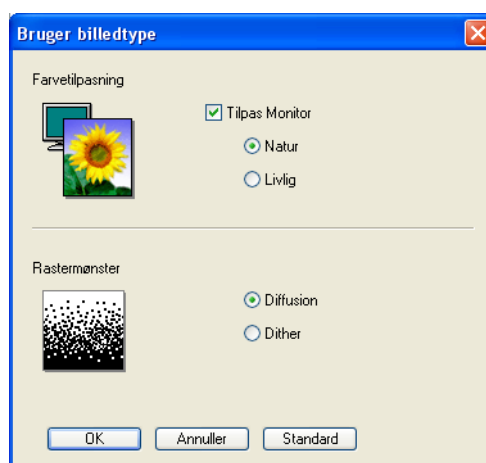 Bruger billedtype
Farvetilpasning
Tilpas Monitor
Natur
Livlig
Rastermønster
Diffusion
Dither
OK Annuller Standard